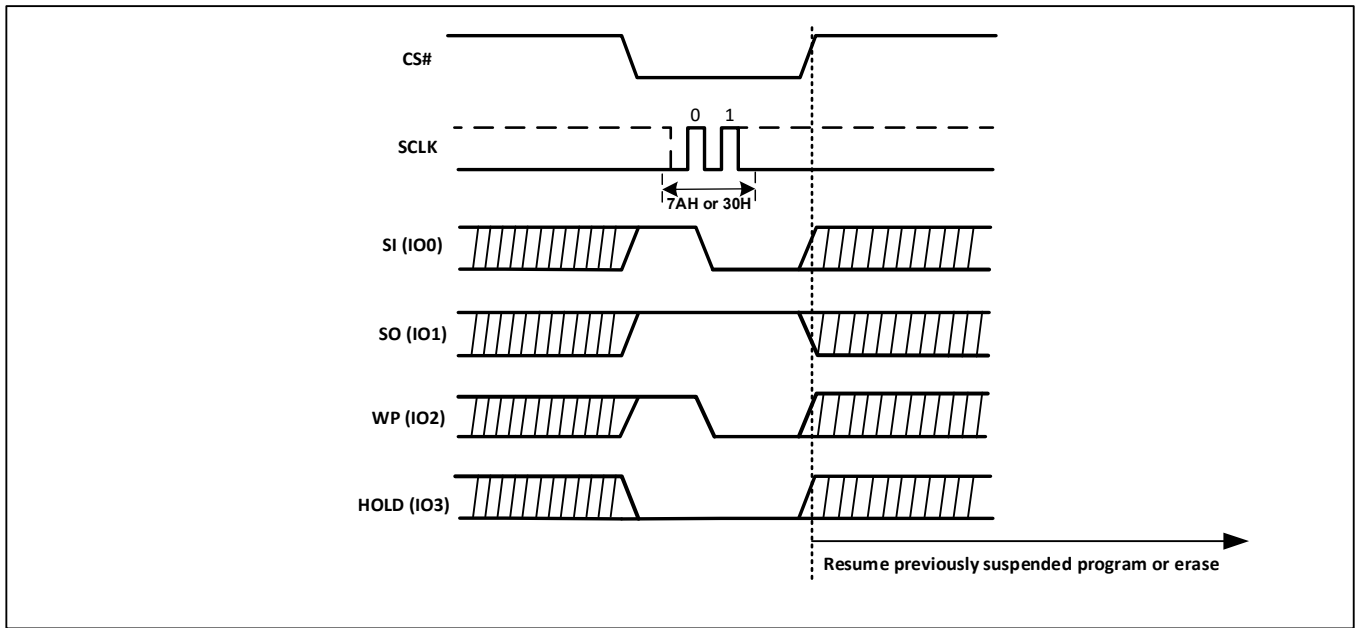 CS#
0 1
SCLK
7AH or 30H
SI (IO0)
SO (IO1)
WP (IO2)
HOLD (IO3)
Resume previously suspended program or erase